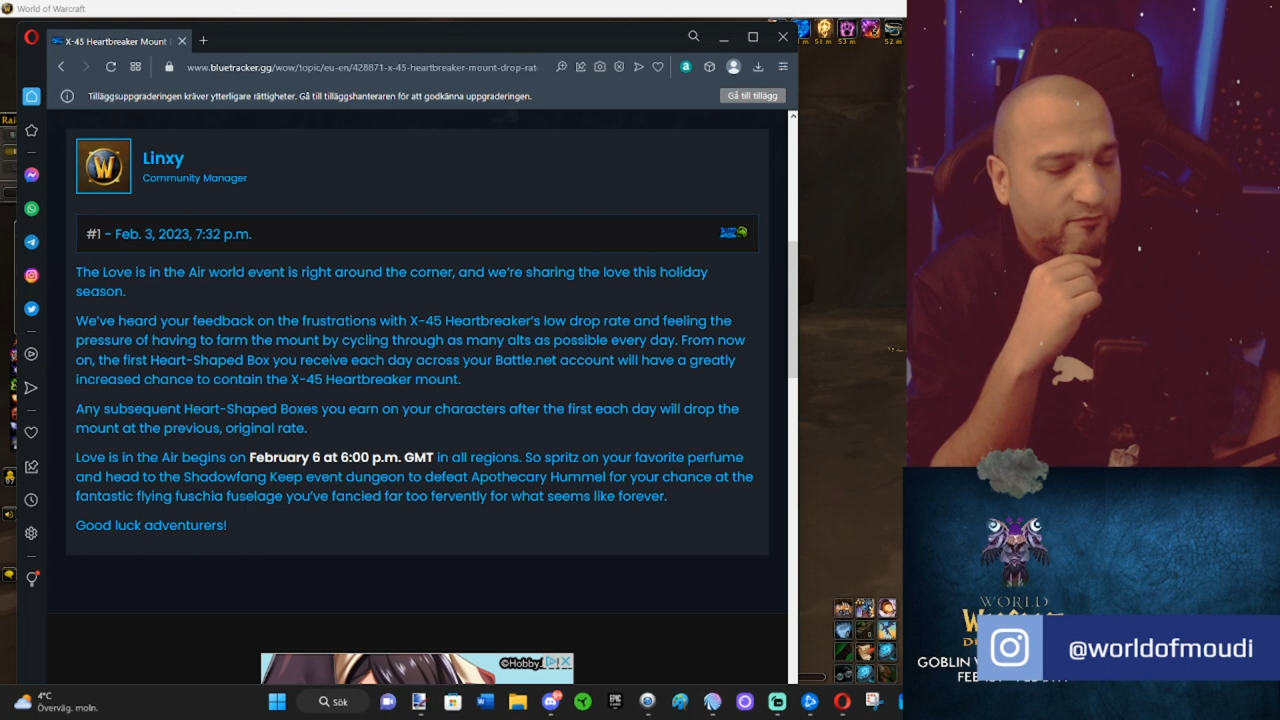 World of Warcraft
X-45 Heartbreaker Mount
www.bluetracker.gg/wow/topic/eu-en/428871-x-45-heartbreaker-mount-drop-rat
Tilläggsuppgraderingen kräver ytterligare rättigheter. Gå till tilläggshanteraren för att godkänna uppgraderingen.
Gå till tillägg
51 m
53 m
52 m
Rai
Linxy
Community Manager
#1 - Feb. 3, 2023, 7:32 p.m.
The Love is in the Air world event is right around the corner, and we're sharing the love this holiday
season.
We've heard your feedback on the frustrations with X-45 Heartbreaker's low drop rate and feeling the
pressure of having to farm the mount by cycling through as many alts as possible every day. From now
on, the first Heart-Shaped Box you receive each day across your Battle.net account will have a greatly
increased chance to contain the X-45 Heartbreaker mount.
Any subsequent Heart-Shaped Boxes you earn on your characters after the first each day will drop the
mount at the previous, original rate.
Love is in the Air begins on February 6 at 6:00 p.m. GMT in all regions. So spritz on your favorite perfume
and head to the Shadowfang Keep event dungeon to defeat Apothecary Hummel for your chance at the
fantastic flying fuschia fuselage you've fancied far too fervently for what seems like forever.
Good luck adventurers!
©Hobby
WORLD
GOBLIN
@worldofmoudi
4°C
Överväg. moln.
Sök